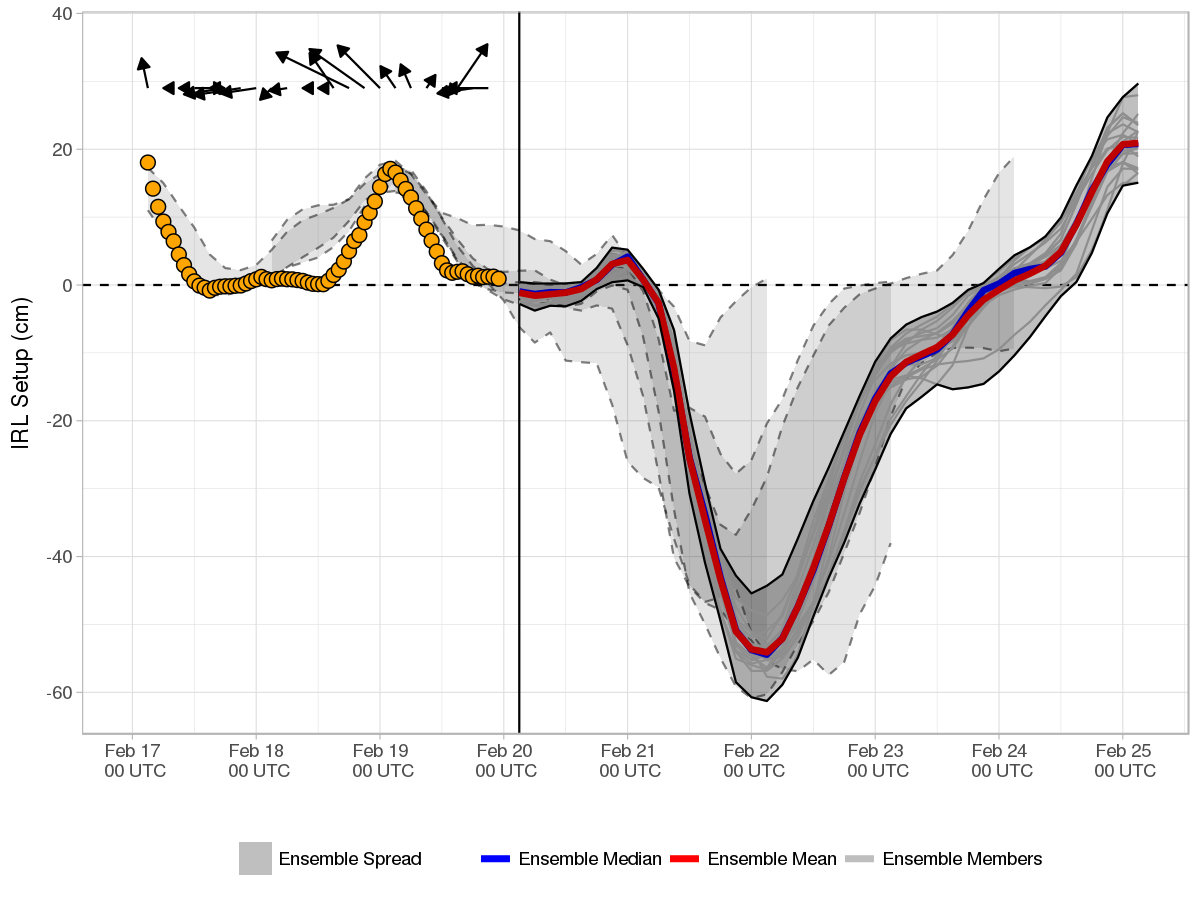 40
20
0
-20
-40
-60
IRL Setup (cm)
Feb 17 Feb 18 Feb 19 Feb 20 Feb 21 Feb 22 Feb 23 Feb 24 Feb 25
00 UTC 00 UTC 00 UTC 00 UTC 00 UTC 00 UTC 00 UTC 00 UTC 00 UTC
Ensemble Spread Ensemble Median Ensemble Mean Ensemble Members